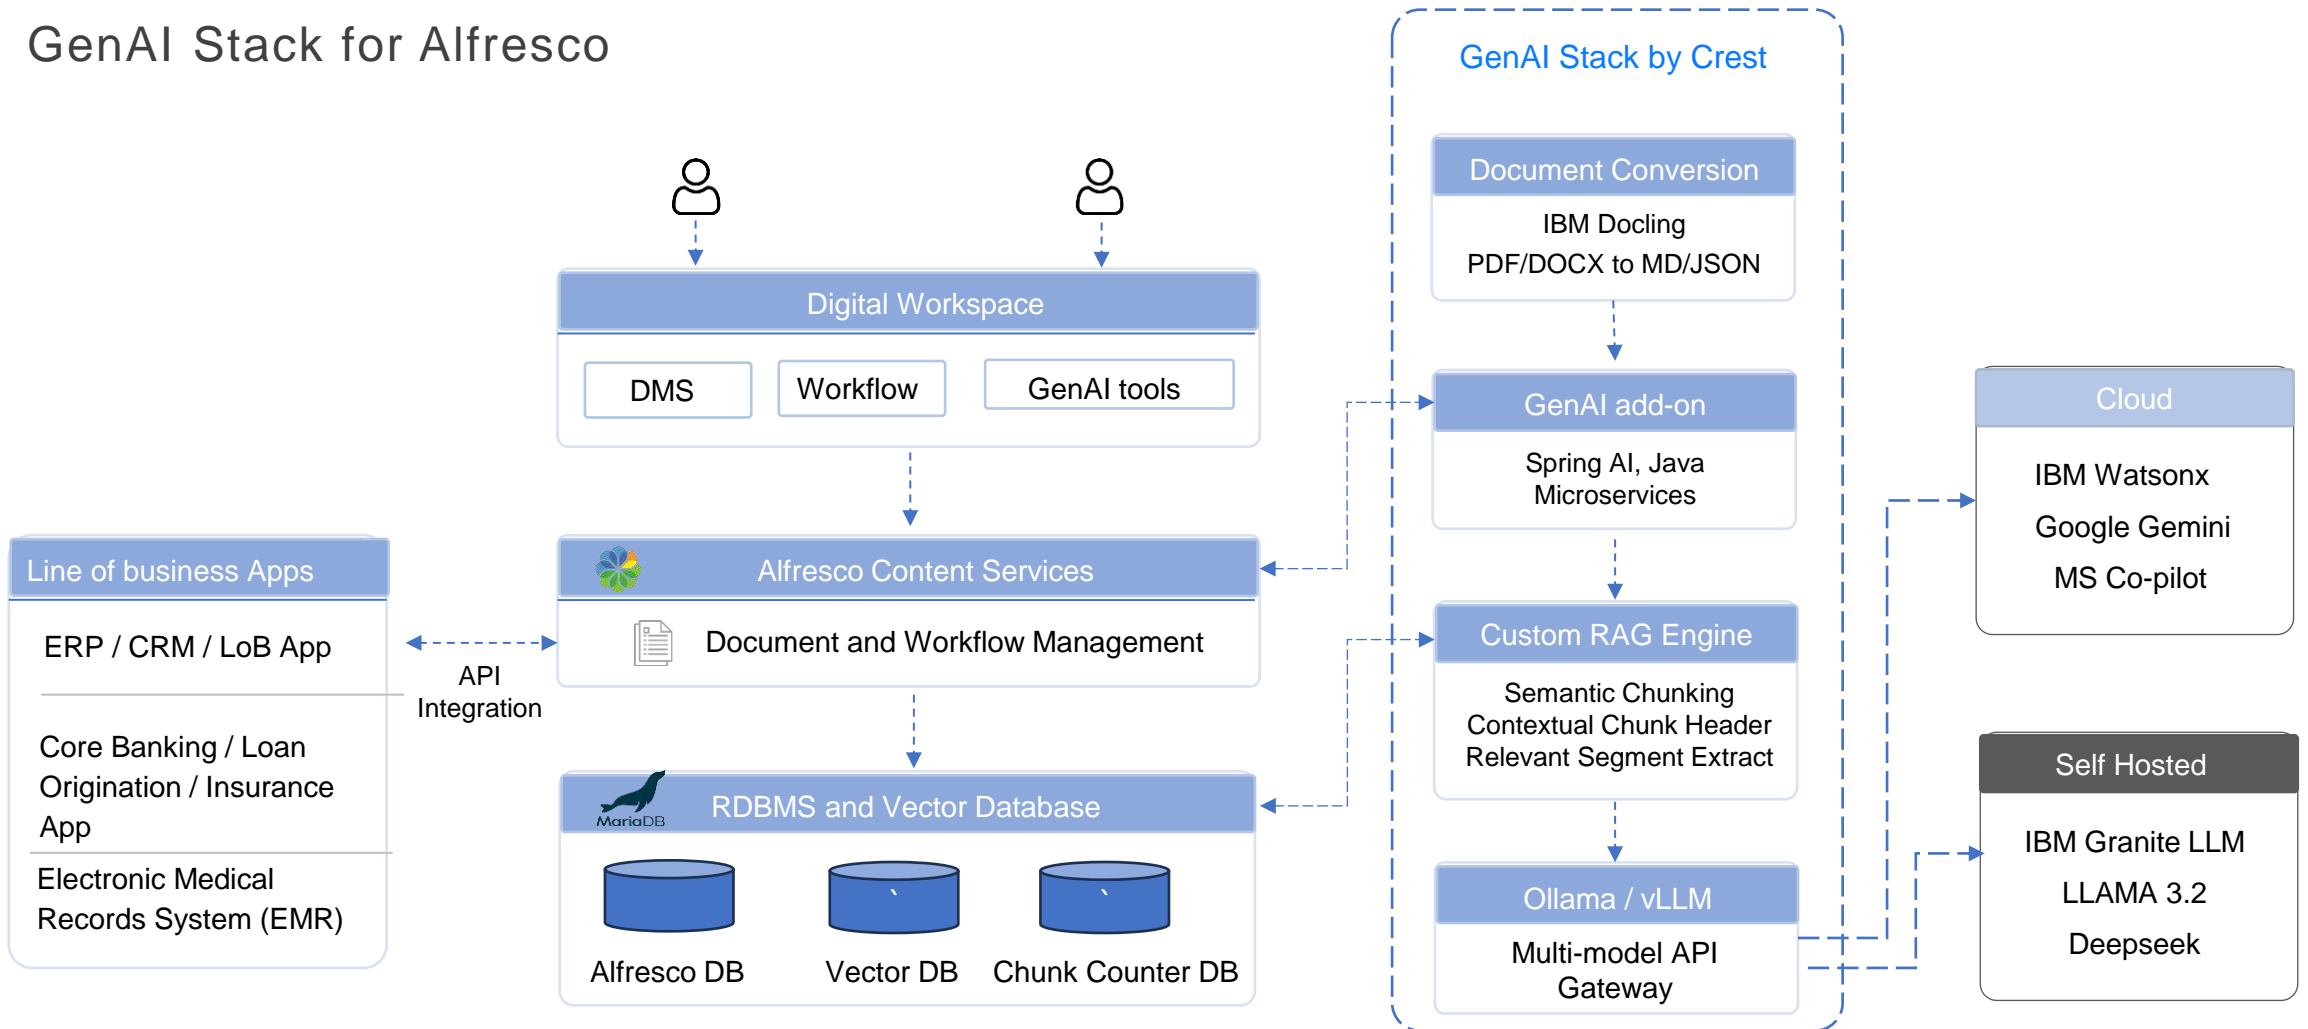 GenAI Stack for Alfresco
GenAI Stack by Crest
Document Conversion
IBM Docling
PDF/DOCX to MD/JSON
Digital Workspace
DMS
Workflow
GenAI tools
GenAI add-on
Spring AI, Java
Microservices
Cloud
IBM Watsonx
Google Gemini
MS Co-pilot
Line of business Apps
ERP / CRM / LoB App
Core Banking / Loan
Origination / Insurance
App
Electronic Medical
Records System (EMR)
API
Integration
Alfresco Content Services
Document and Workflow Management
Custom RAG Engine
Semantic Chunking
Contextual Chunk Header
Relevant Segment Extract
MariaDB
RDBMS and Vector Database
`
`
Alfresco DB
Vector DB
Chunk Counter DB
Ollama / vLLM
Multi-model API
Gateway
Self Hosted
IBM Granite LLM
LLAMA 3.2
Deepseek